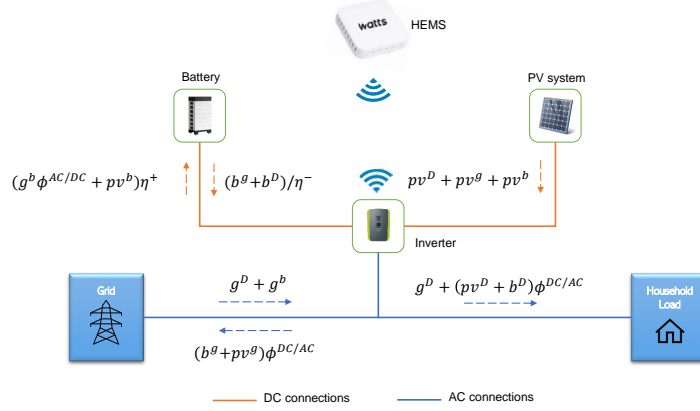 watts
HEMS
Battery
PV system
(g^b ϕ^{AC/DC} + pv^b)η^+
(b^g+b^D)/η^-
pv^D + pv^g + pv^b
Inverter
Grid
g^D + g^b
g^D + (pv^D + b^D)ϕ^{DC/AC}
Household
Load
(b^g+pv^g)ϕ^{DC/AC}
DC connections
AC connections